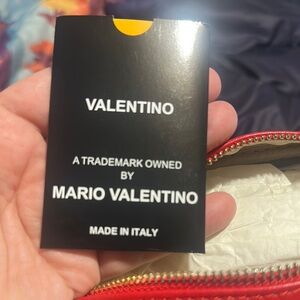 VALENTINO
A TRADEMARK OWNED
BY
MARIO VALENTINO
MADE IN ITALY